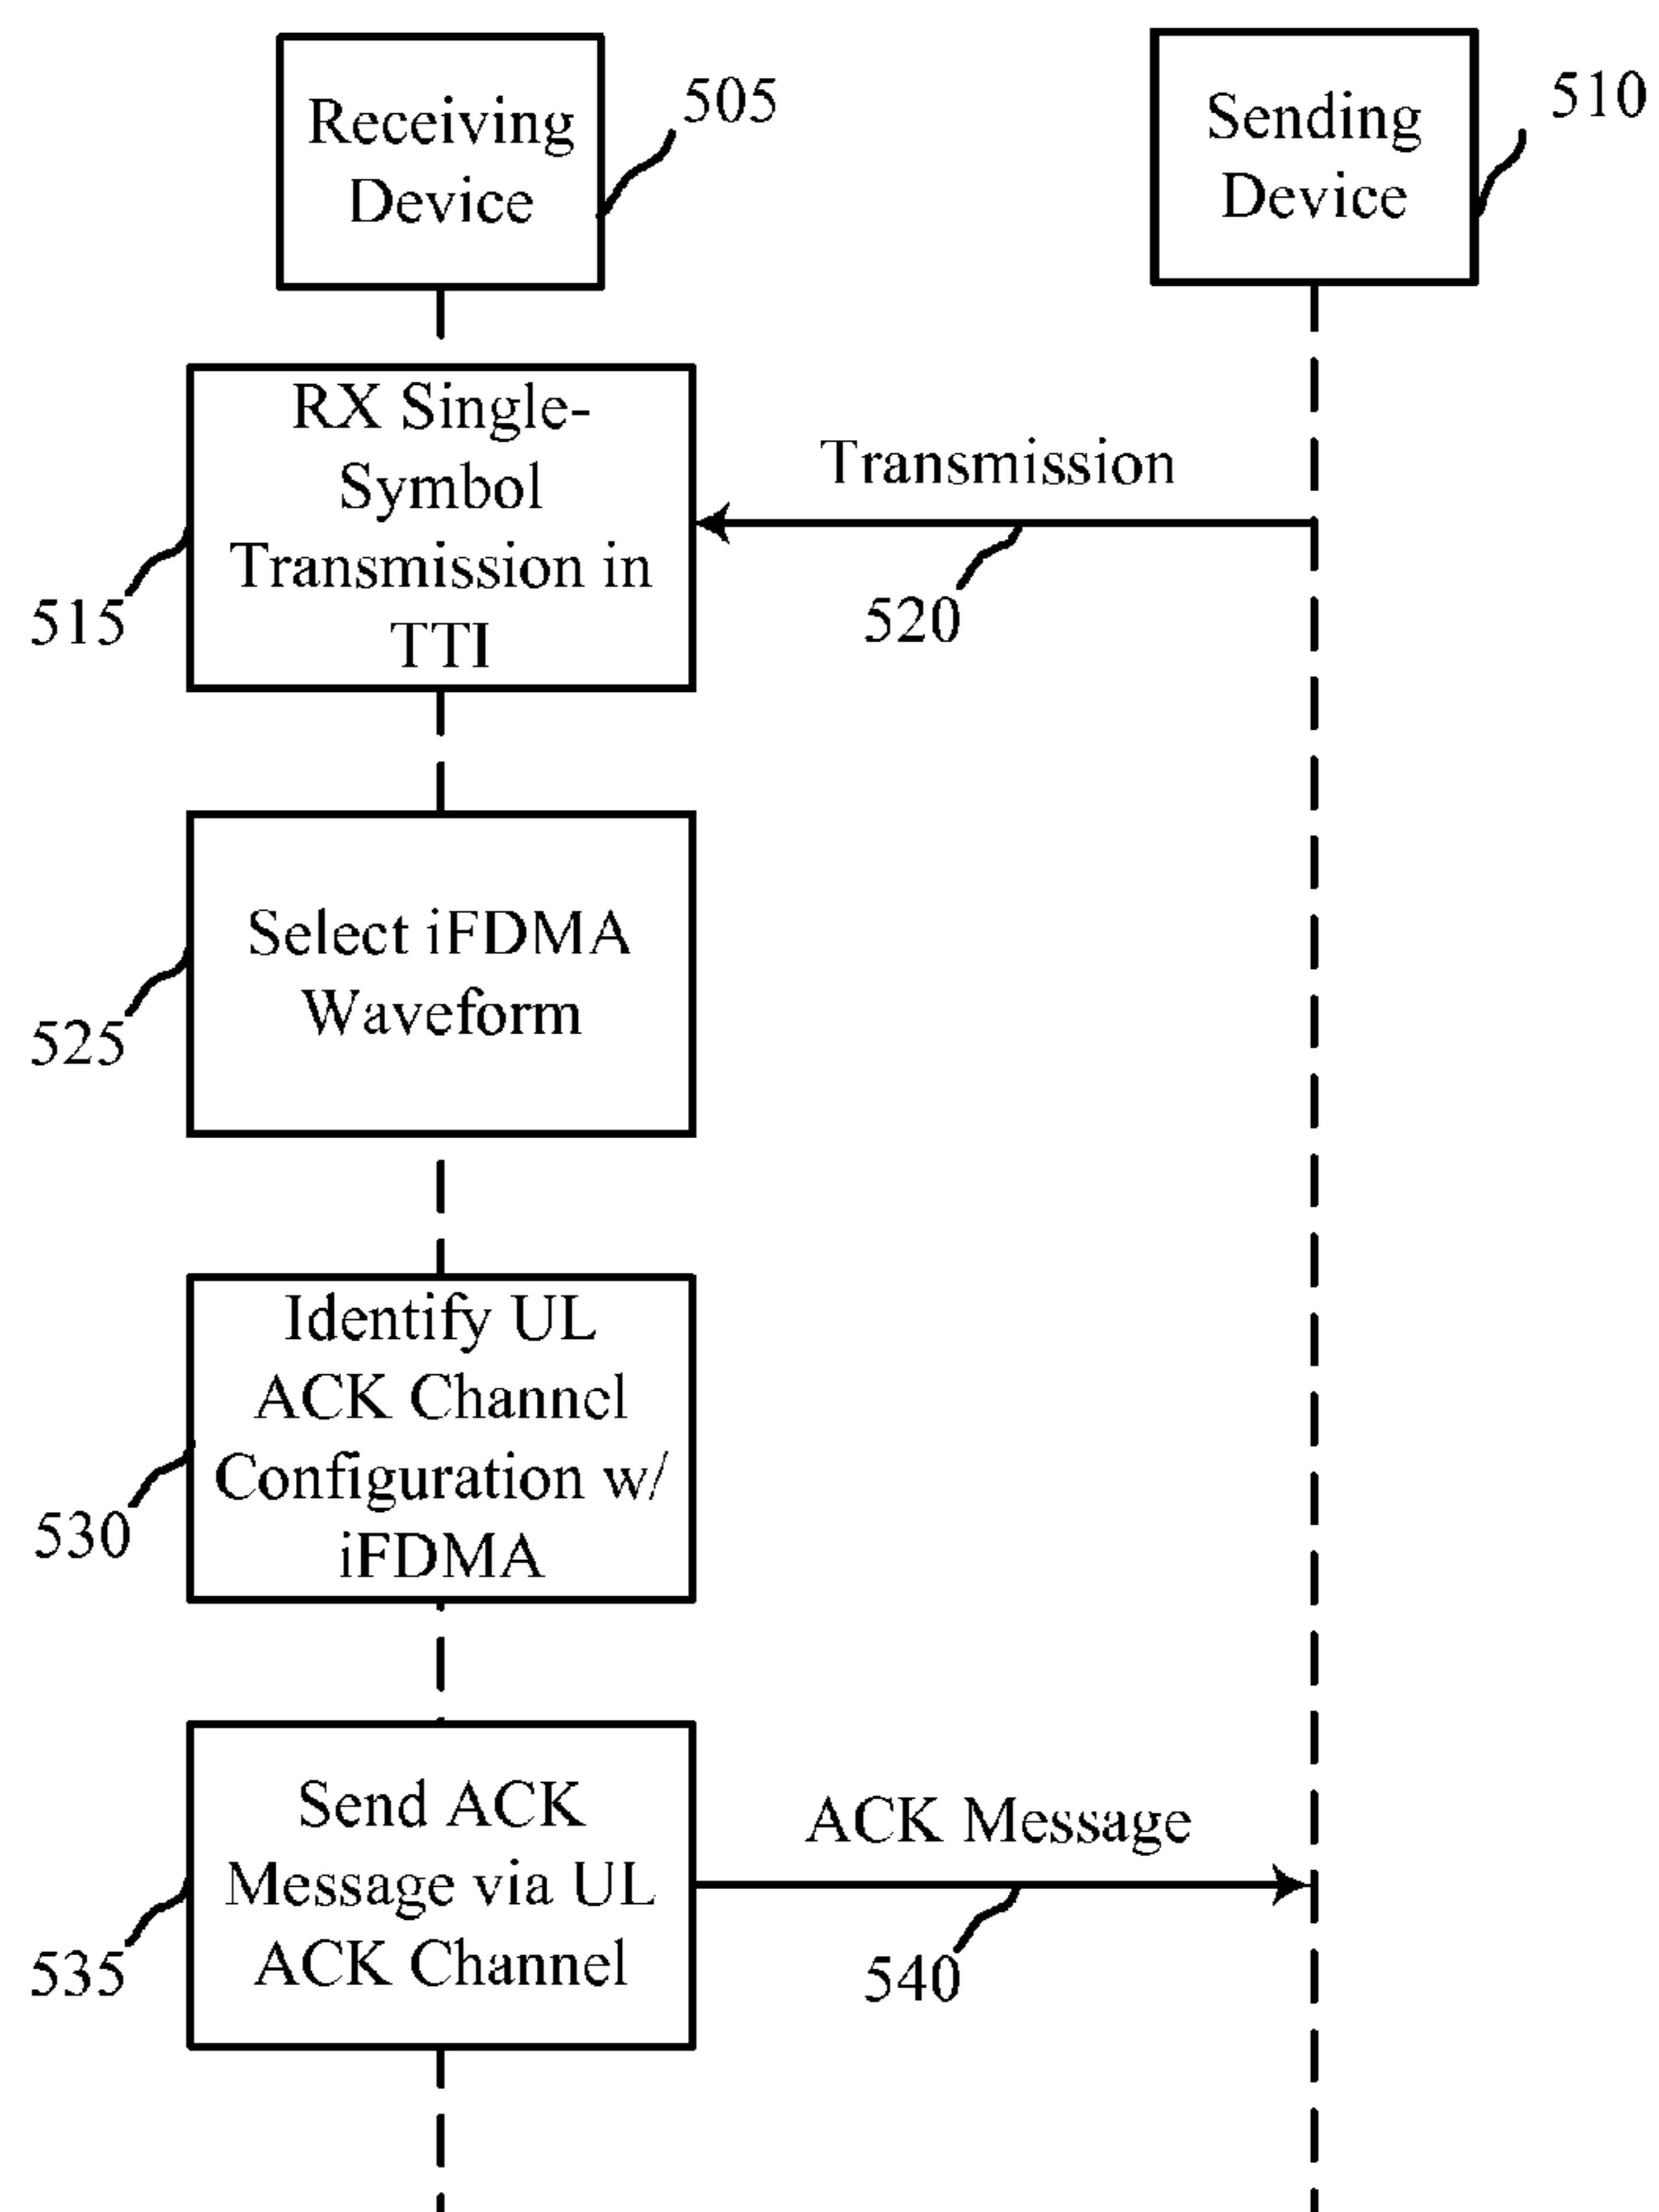 Receiving
Device
505
Sending
Device
510
RX Single-
Symbol
Transmission in
TTI
515
Transmission
520
Select iFDMA
Waveform
525
Identify UL
ACK Channel
Configuration w/
iFDMA
530
Send ACK
Message via UL
ACK Channel
535
ACK Message
540